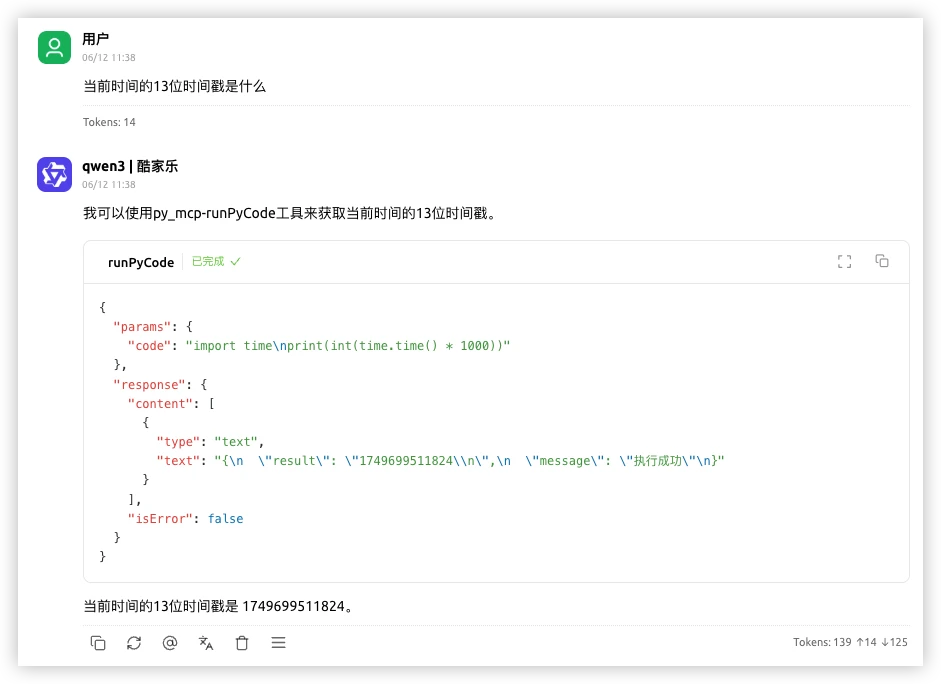 用户
06/12 11:38
当前时间的13位时间戳是什么
Tokens: 14
qwen3 | 酷家乐
06/12 11:38
我可以使用py_mcp-runPyCode工具来获取当前时间的13位时间戳。
runPyCode 已完成
{
  "params": {
    "code": "import time\nprint(int(time.time() * 1000))"
  },
  "response": {
    "content": [
      {
        "type": "text",
        "text": "{\n  \"result\": \"1749699511824\\n\",\n  \"message\": \"执行成功\"\n}"
      }
    ],
    "isError": false
  }
}
当前时间的13位时间戳是 1749699511824。
Tokens: 139 ↑14 ↓125